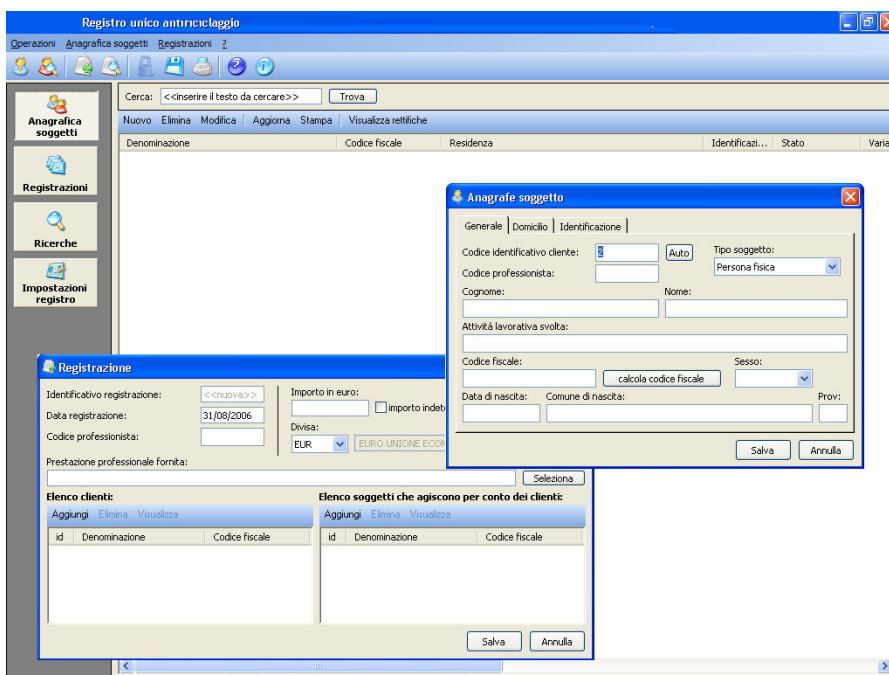 Registro unico antiriciclaggio
Operazioni Anagrafica soggetti Registrazioni ?
Cerca: <<inserire il testo da cercare>> Trova
Anagrafica
soggetti
Registrazioni
Ricerche
Impostazioni
registro
Nuovo Elimina Modifica Aggiorna Stampa Visualizza rettifiche
Denominazione Codice fiscale Residenza Identificazi... Stato Varia
Anagrafe soggetto
Generale Domicilio Identificazione
Codice identificativo cliente: 2 Auto Tipo soggetto:
Codice professionista: Persona fisica
Cognome: Nome:
Attività lavorativa svolta:
Codice fiscale: Sesso:
calcola codice fiscale
Data di nascita: Comune di nascita: Prov:
Salva Annulla
Registrazione
Identificativo registrazione: <<nuova>> Importo in euro:
Data registrazione: 31/08/2006 importo indet
Codice professionista: Divisa:
EUR EURO UNIONE ECON
Prestazione professionale fornita:
Seleziona
Elenco clienti: Elenco soggetti che agiscono per conto dei clienti:
Aggiungi Elimina Visualizza Aggiungi Elimina Visualizza
id Denominazione Codice fiscale id Denominazione Codice fiscale
Salva Annulla